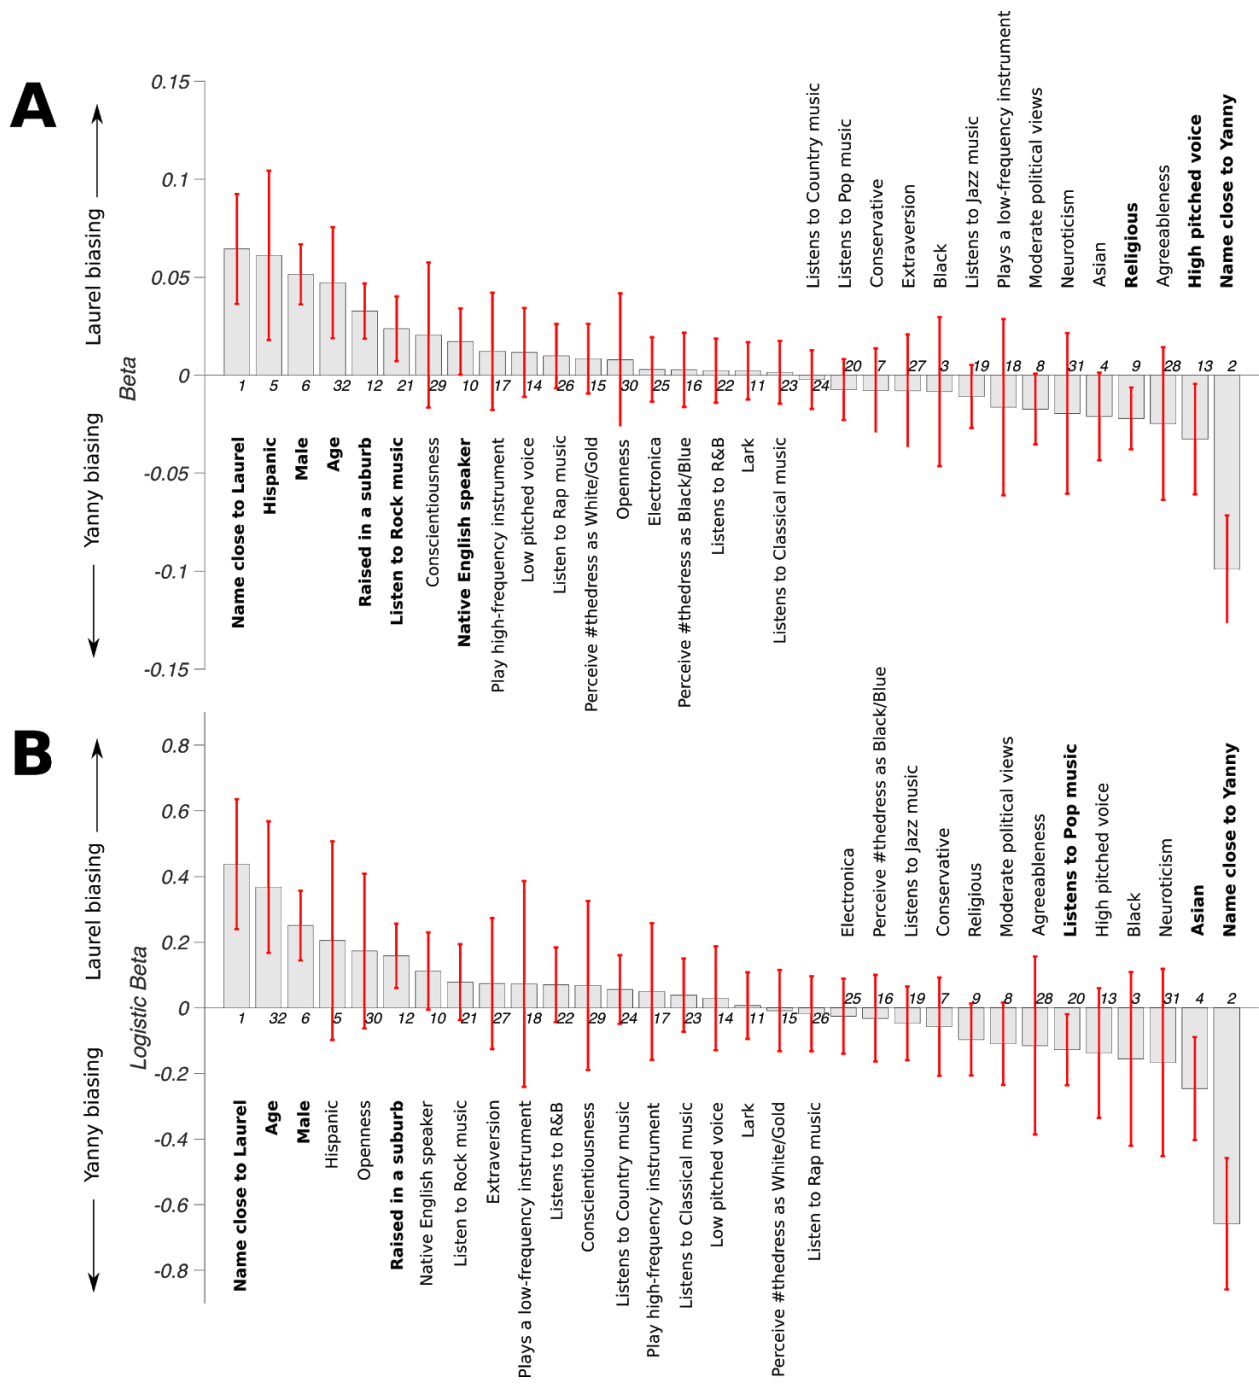 A
Laurel biasing
Yanny biasing
Beta
0.15
0.1
0.05
0
-0.05
-0.1
-0.15
Listens to Country music
Listens to Pop music
Conservative
Extraversion
Black
Listens to Jazz music
Plays a low-frequency instrument
Moderate political views
Neuroticism
Asian
Religious
Agreeableness
High pitched voice
Name close to Yanny
1
5
6
32
12
21
29
10
17
14
26
15
30
25
16
22
11
23
24
20
7
27
3
19
18
8
31
4
9
28
13
2
Name close to Laurel
Hispanic
Male
Age
Raised in a suburb
Listen to Rock music
Conscientiousness
Native English speaker
Play high-frequency instrument
Low pitched voice
Listen to Rap music
Perceive #thedress as White/Gold
Openness
Electronica
Perceive #thedress as Black/Blue
Listens to R&B
Lark
Listens to Classical music
B
Laurel biasing
Yanny biasing
Logistic Beta
0.8
0.6
0.4
0.2
0
-0.2
-0.4
-0.6
-0.8
Electronica
Perceive #thedress as Black/Blue
Listens to Jazz music
Conservative
Religious
Moderate political views
Agreeableness
Listens to Pop music
High pitched voice
Black
Neuroticism
Asian
Name close to Yanny
1
32
6
5
30
12
10
21
27
18
22
29
24
17
23
14
11
15
26
25
16
19
7
9
8
28
20
13
3
31
4
2
Name close to Laurel
Age
Male
Hispanic
Openness
Raised in a suburb
Native English speaker
Listen to Rock music
Extraversion
Plays a low-frequency instrument
Listens to R&B
Conscientiousness
Listens to Country music
Play high-frequency instrument
Listens to Classical music
Low pitched voice
Lark
Perceive #thedress as White/Gold
Listen to Rap music